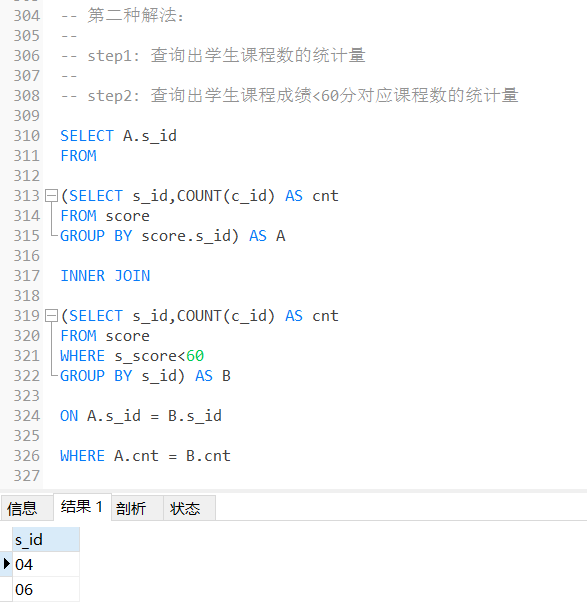 304 -- 第二种解法:
305 --
306 -- step1: 查询出学生课程数的统计量
307 --
308 -- step2: 查询出学生课程成绩<60分对应课程数的统计量
309
310 SELECT A.s_id
311 FROM
312
313 (SELECT s_id,COUNT(c_id) AS cnt
314 FROM score
315 GROUP BY score.s_id) AS A
316
317 INNER JOIN
318
319 (SELECT s_id,COUNT(c_id) AS cnt
320 FROM score
321 WHERE s_score<60
322 GROUP BY s_id) AS B
323
324 ON A.s_id = B.s_id
325
326 WHERE A.cnt = B.cnt
327
信息 结果 1 剖析 状态
s_id
04
06